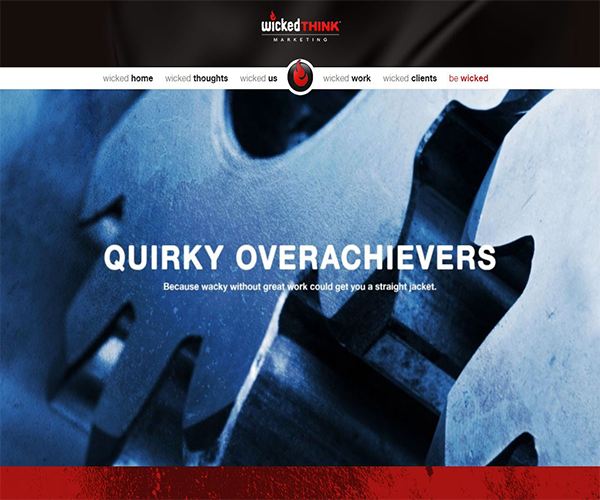 wickedTHINK™
MARKETING
wicked home wicked thoughts wicked us wicked work wicked clients be wicked
QUIRKY OVERACHIEVERS
Because wacky without great work could get you a straight jacket.